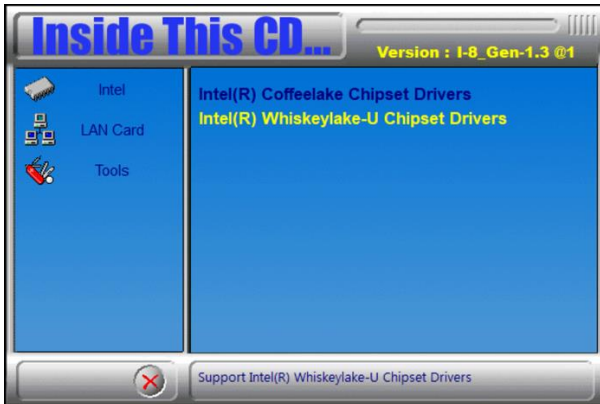 Inside This CD...
Version : I-8_Gen-1.3 @1
Intel
LAN Card
Tools
Intel(R) Coffeelake Chipset Drivers
Intel(R) Whiskeylake-U Chipset Drivers
Support Intel(R) Whiskeylake-U Chipset Drivers